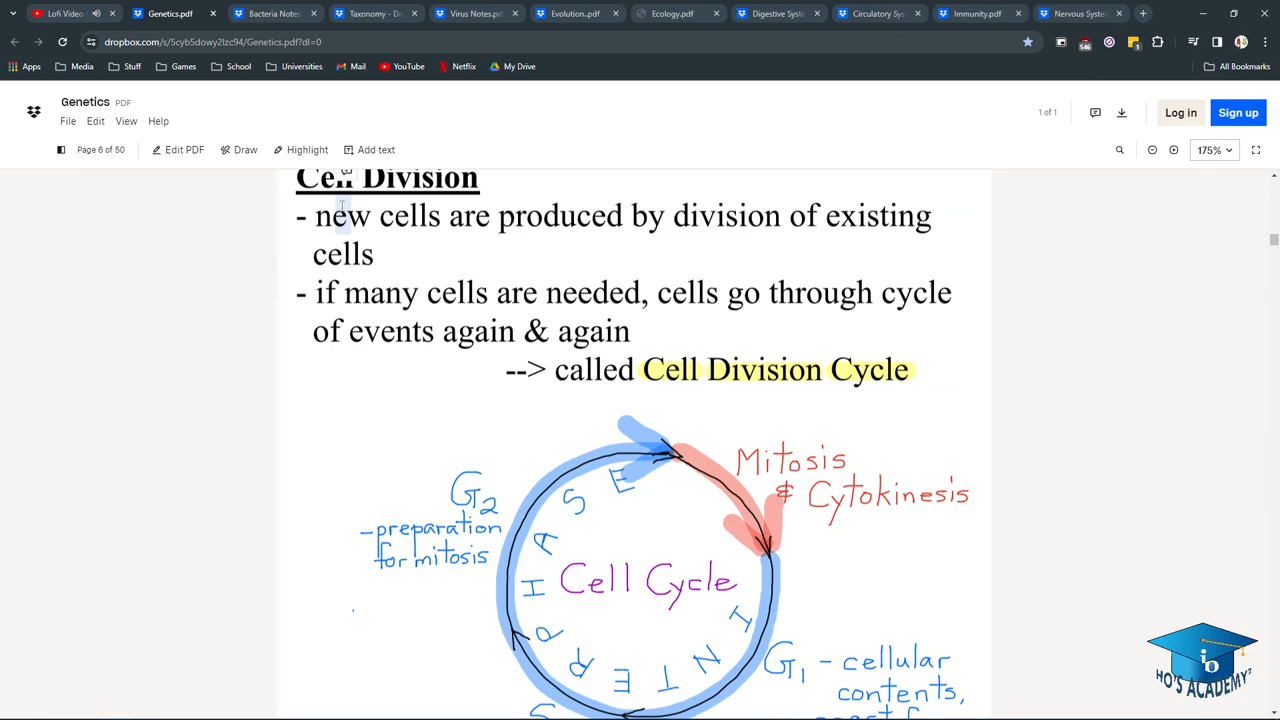 Lofi Video
Genetics.pdf
Bacteria Notes
Taxonomy - D
Virus Notes.p
Evolution..pdf
Ecology.pdf
Digestive Syst
Circulatory Sys
Immunity.pdf
Nervous System
dropbox.com/s/5cyb5dowy2lzc94/Genetics.pdf?dl=0
546
1
Apps
Media
Stuff
Games
School
Universities
Mail
YouTube
Netflix
My Drive
All Bookmarks
Genetics PDF
File Edit View Help
1 of 1
Log in
Sign up
Page 6 of 50
Edit PDF
Draw
Highlight
Add text
175%
Cell Division
- new cells are produced by division of existing
cells
- if many cells are needed, cells go through cycle
of events again & again
--> called Cell Division Cycle
Mitosis
& Cytokinesis
G2
-preparation
for mitosis
Cell Cycle
INTERPHASE
G1 - cellular
contents,
S
HO'S ACADEMY